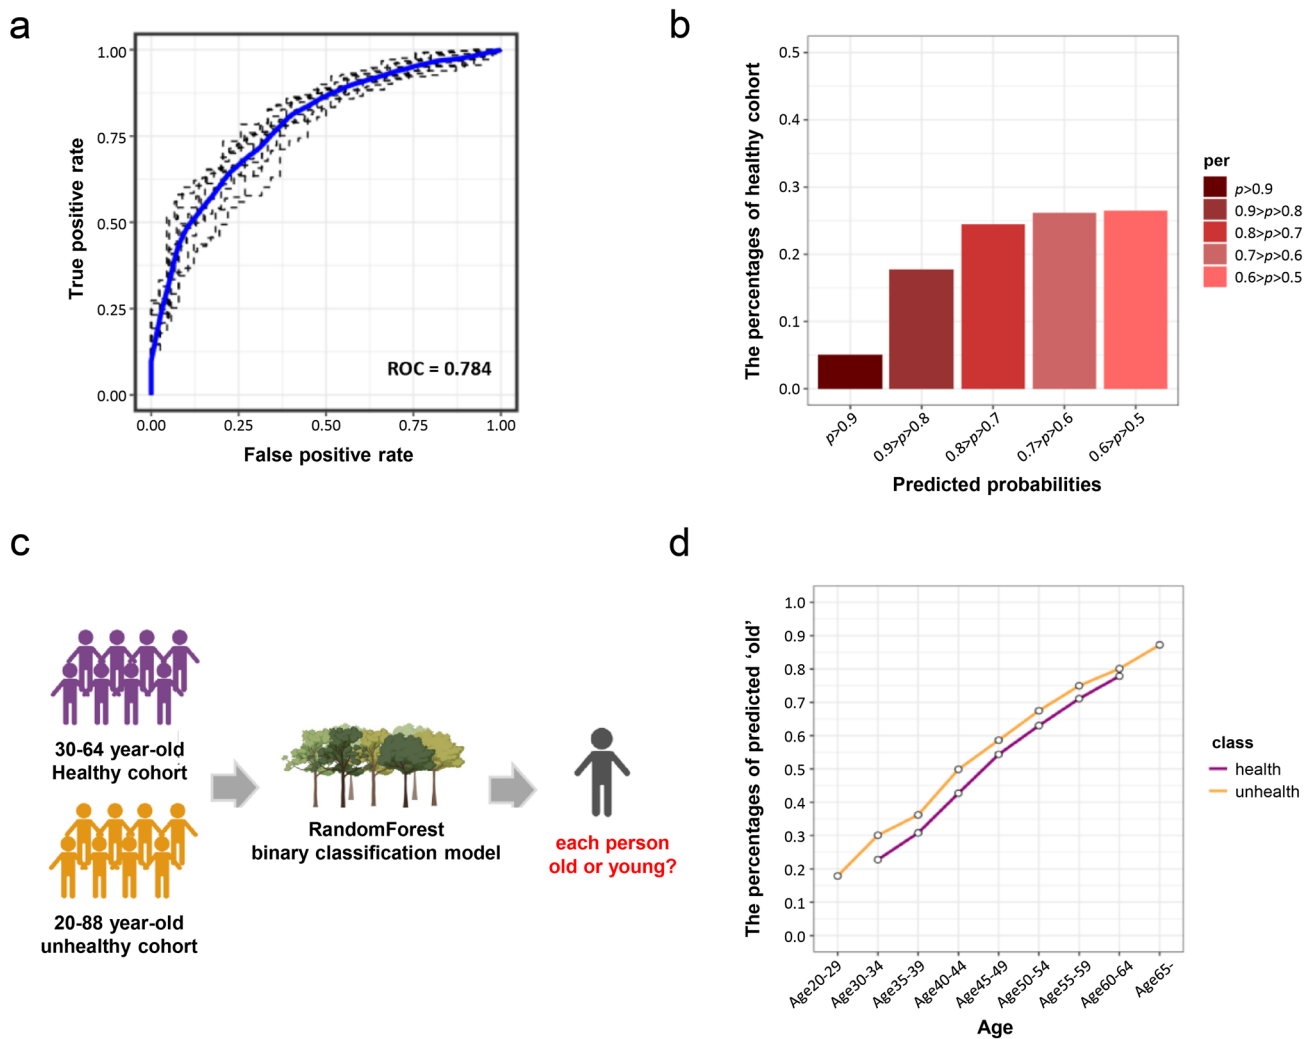 a
True positive rate
1.00
0.75
0.50
0.25
0.00
ROC = 0.784
0.00 0.25 0.50 0.75 1.00
False positive rate
b
The percentages of healthy cohort
0.5
0.4
0.3
0.2
0.1
0.0
p>0.9
0.9>p>0.8
0.8>p>0.7
0.7>p>0.6
0.6>p>0.5
Predicted probabilities
per
p>0.9
0.9>p>0.8
0.8>p>0.7
0.7>p>0.6
0.6>p>0.5
c
30-64 year-old
Healthy cohort
20-88 year-old
unhealthy cohort
RandomForest
binary classification model
each person
old or young?
d
The percentages of predicted ‘old’
1.0
0.9
0.8
0.7
0.6
0.5
0.4
0.3
0.2
0.1
0.0
Age20-29
Age30-34
Age35-39
Age40-44
Age45-49
Age50-54
Age55-59
Age60-64
Age65-
Age
class
health
unhealth